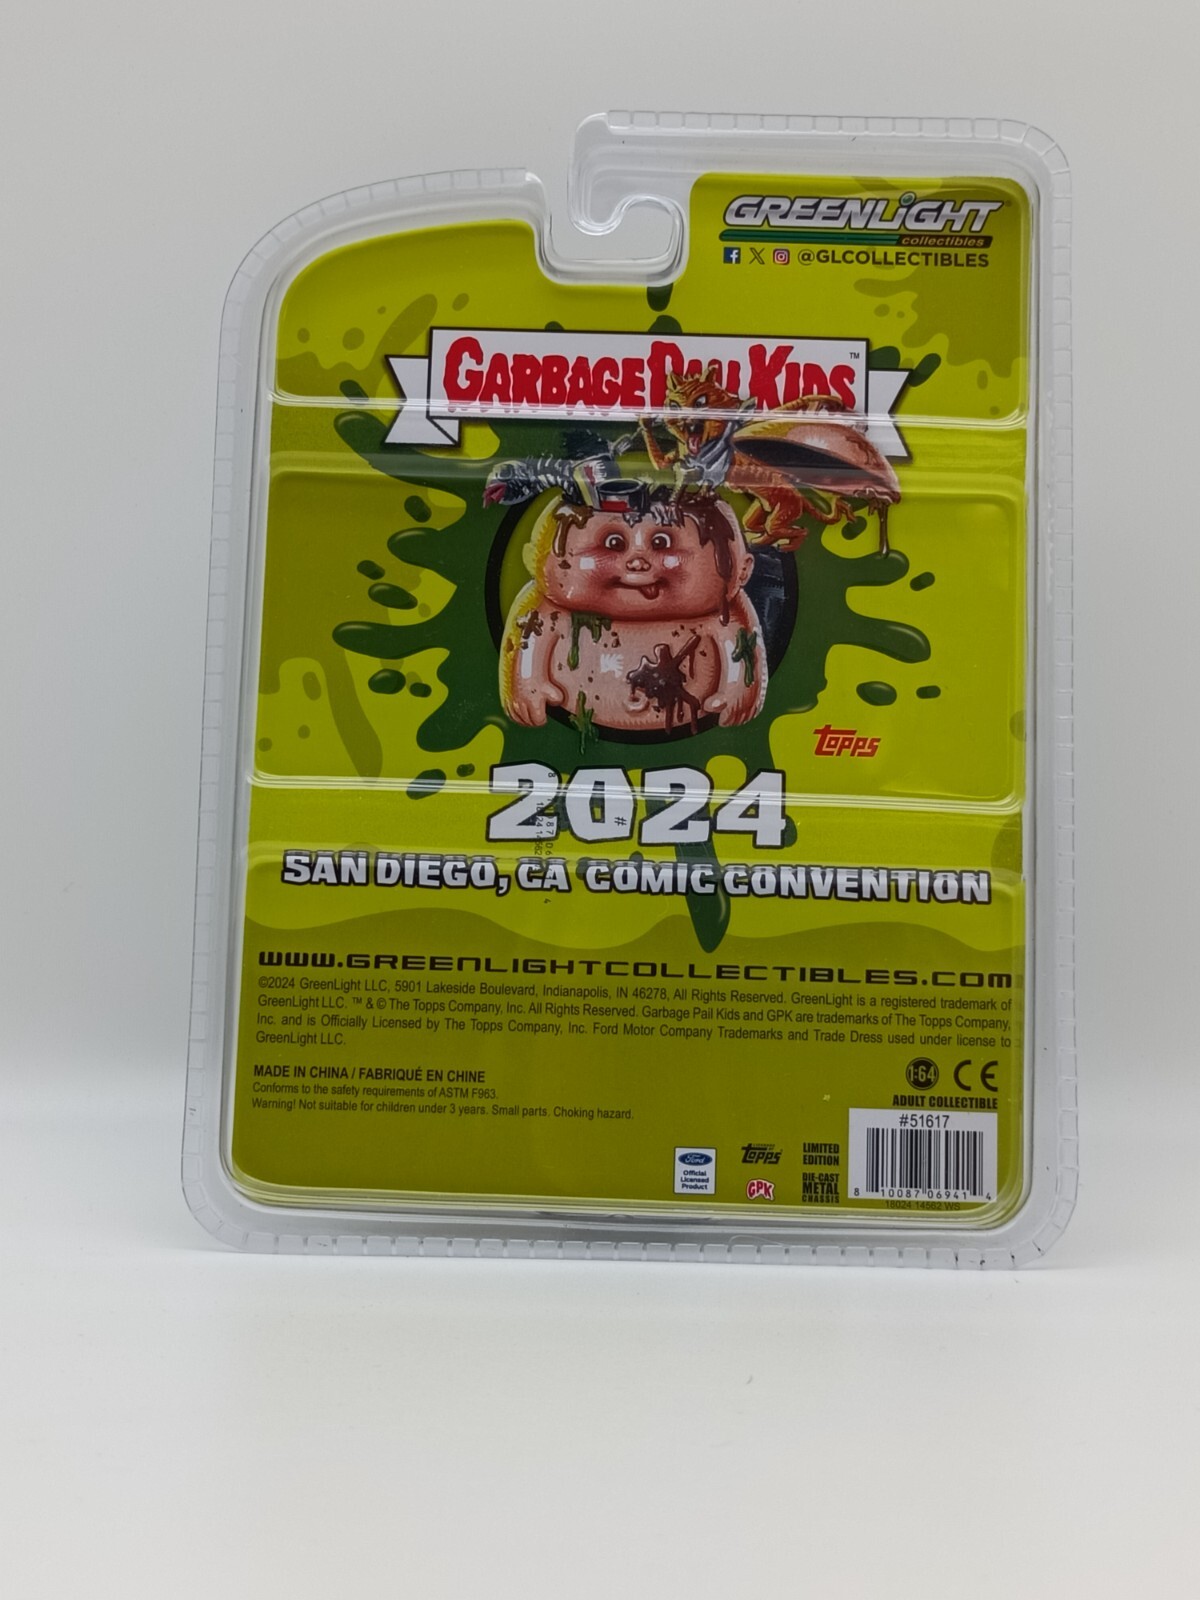 GREENLiGHT
collectibles
@GLCOLLECTIBLES
GARBAGE PAIL KIDS ™
topps
2024
SAN DIEGO, CA COMIC CONVENTION
WWW.GREENLIGHTCOLLECTIBLES.COM
©2024 GreenLight LLC, 5901 Lakeside Boulevard, Indianapolis, IN 46278, All Rights Reserved. GreenLight is a registered trademark of
GreenLight LLC. ™ & © The Topps Company, Inc. All Rights Reserved. Garbage Pail Kids and GPK are trademarks of The Topps Company,
Inc. and is Officially Licensed by The Topps Company, Inc. Ford Motor Company Trademarks and Trade Dress used under license to
GreenLight LLC.
MADE IN CHINA / FABRIQUÉ EN CHINE
Conforms to the safety requirements of ASTM F963.
Warning! Not suitable for children under 3 years. Small parts. Choking hazard.
1:64 CE
ADULT COLLECTIBLE
#51617
8 10087 06941 4
18024 14562 WS
Ford
Official
Licensed
Product
topps
GPK
LIMITED
EDITION
DIE-CAST
METAL
CHASSIS